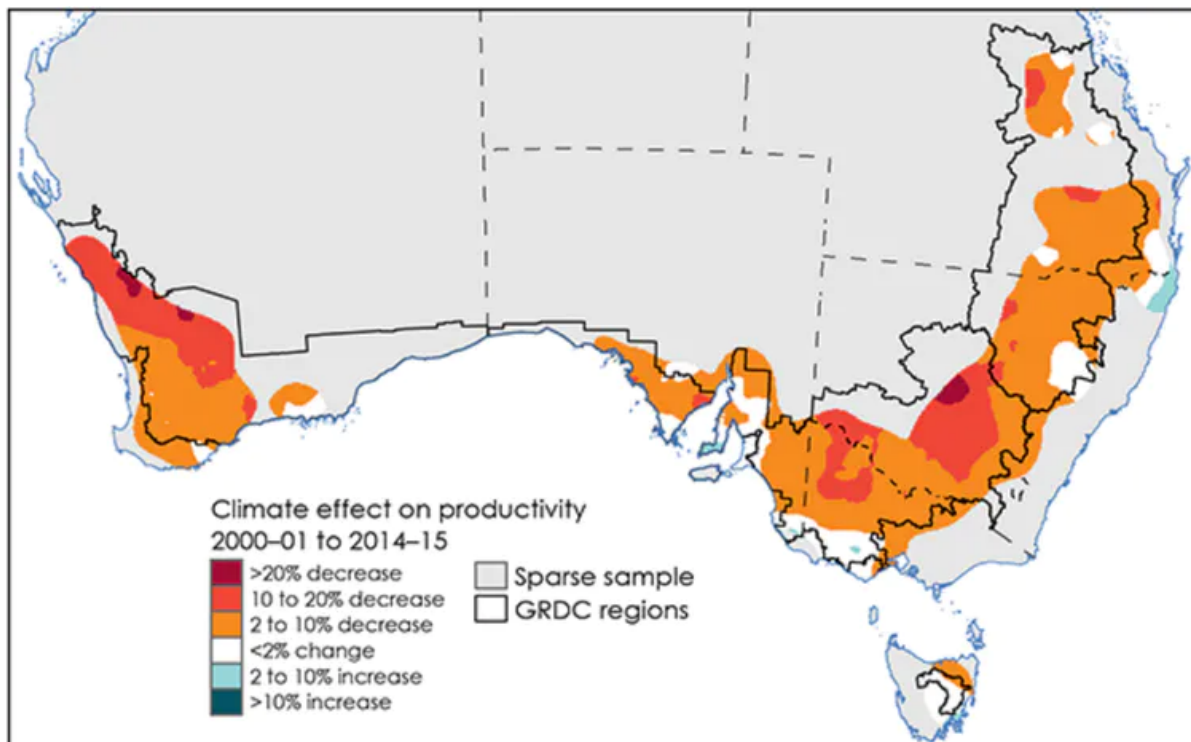 Climate effect on productivity
2000–01 to 2014–15
>20% decrease
10 to 20% decrease
2 to 10% decrease
<2% change
2 to 10% increase
>10% increase
Sparse sample
GRDC regions